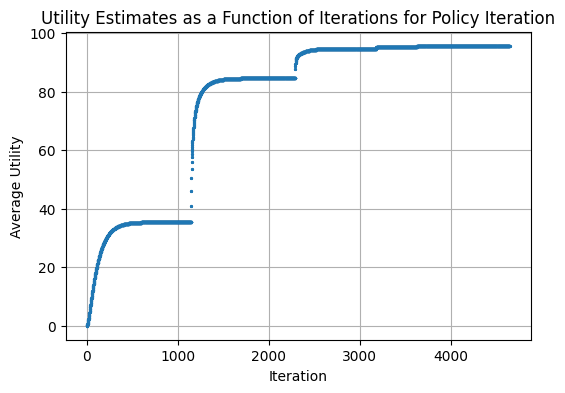 Utility Estimates as a Function of Iterations for Policy Iteration
100
80
60
40
20
0
Average Utility
0 1000 2000 3000 4000
Iteration